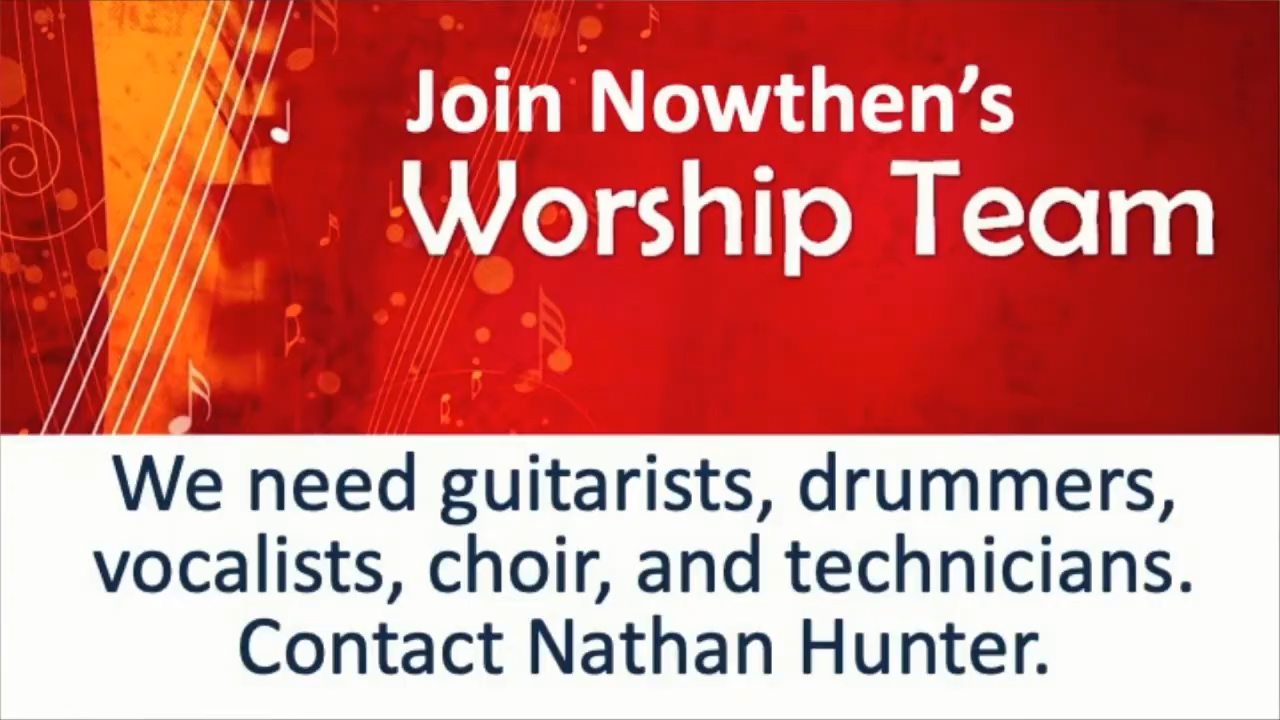 Join Nowthen’s
Worship Team
We need guitarists, drummers,
vocalists, choir, and technicians.
Contact Nathan Hunter.